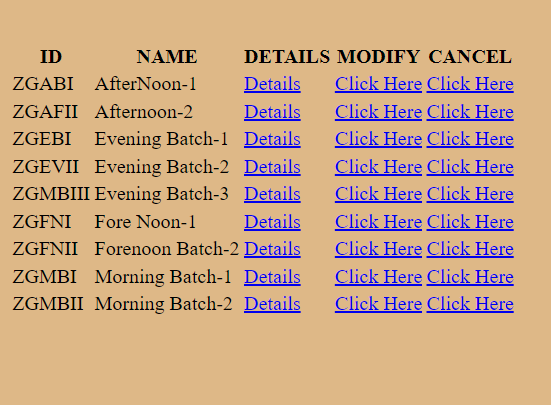 ID NAME DETAILS MODIFY CANCEL
ZGABI AfterNoon-1 Details Click Here Click Here
ZGAFII Afternoon-2 Details Click Here Click Here
ZGEBI Evening Batch-1 Details Click Here Click Here
ZGEVII Evening Batch-2 Details Click Here Click Here
ZGMBIII Evening Batch-3 Details Click Here Click Here
ZGFNI Fore Noon-1 Details Click Here Click Here
ZGFNII Forenoon Batch-2 Details Click Here Click Here
ZGMBI Morning Batch-1 Details Click Here Click Here
ZGMBII Morning Batch-2 Details Click Here Click Here